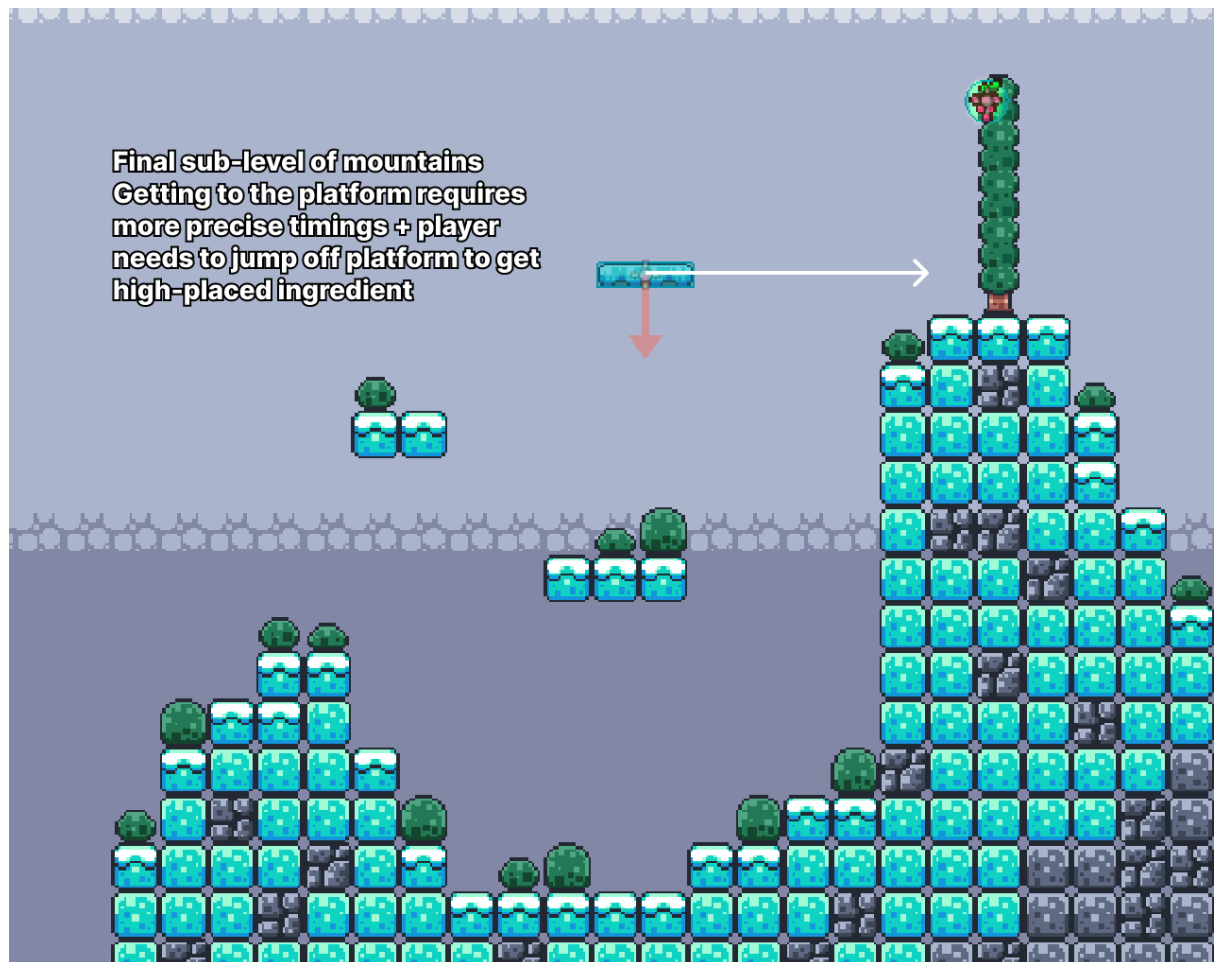 Final sub-level of mountains
Getting to the platform requires
more precise timings + player
needs to jump off platform to get
high-placed ingredient